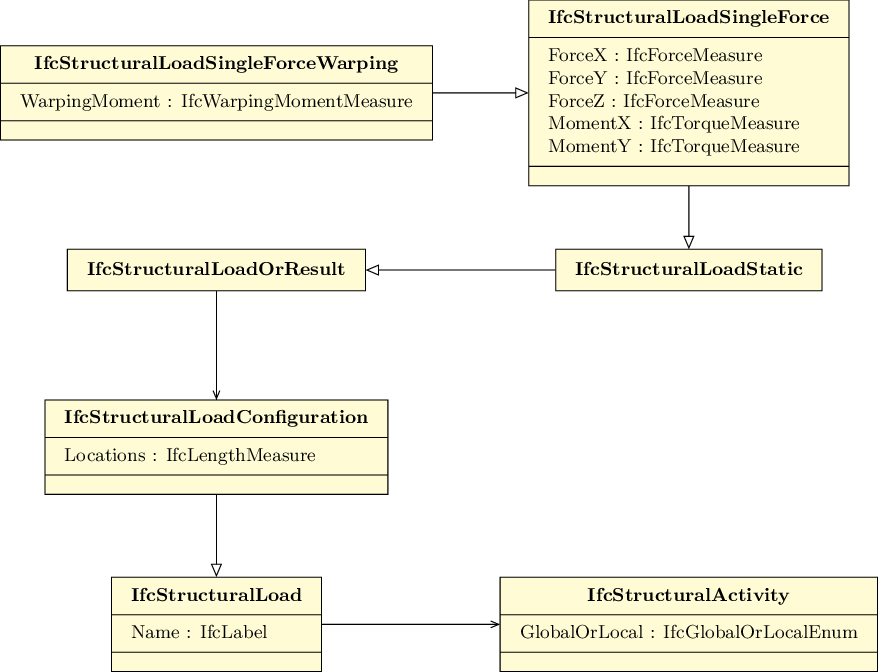 IfcStructuralLoadSingleForceWarping
WarpingMoment : IfcWarpingMomentMeasure
IfcStructuralLoadSingleForce
ForceX : IfcForceMeasure
ForceY : IfcForceMeasure
ForceZ : IfcForceMeasure
MomentX : IfcTorqueMeasure
MomentY : IfcTorqueMeasure
IfcStructuralLoadOrResult
IfcStructuralLoadStatic
IfcStructuralLoadConfiguration
Locations : IfcLengthMeasure
IfcStructuralLoad
Name : IfcLabel
IfcStructuralActivity
GlobalOrLocal : IfcGlobalOrLocalEnum